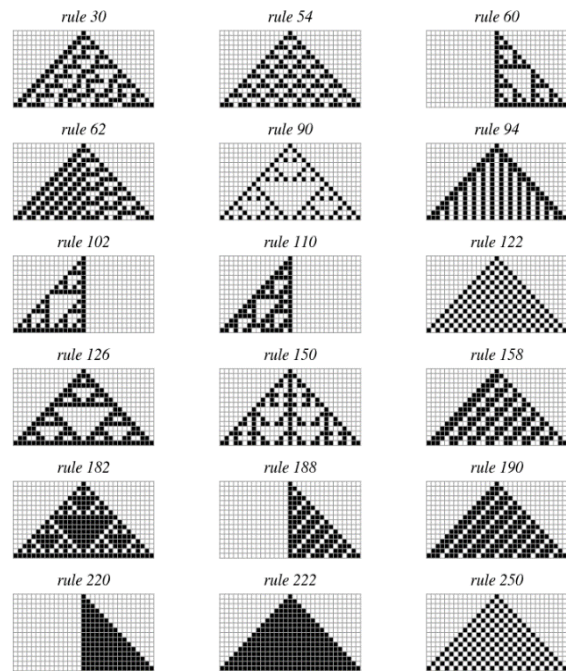 rule 30 rule 54 rule 60
rule 62 rule 90 rule 94
rule 102 rule 110 rule 122
rule 126 rule 150 rule 158
rule 182 rule 188 rule 190
rule 220 rule 222 rule 250